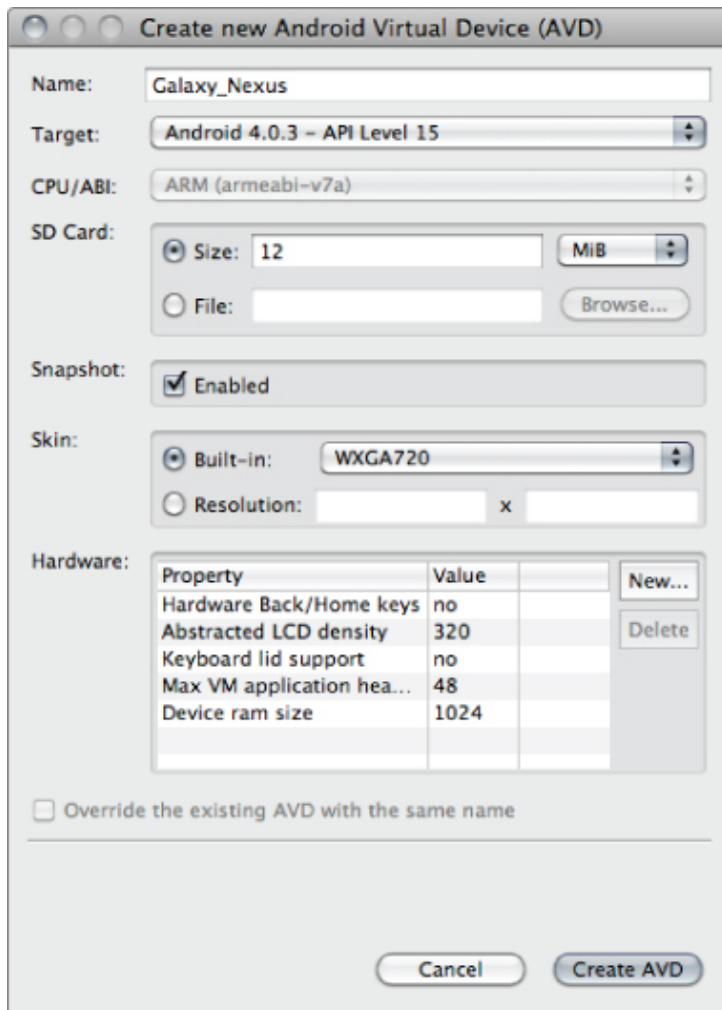 Create new Android Virtual Device (AVD)
Name: Galaxy_Nexus
Target: Android 4.0.3 – API Level 15
CPU/ABI: ARM (armeabi-v7a)
SD Card:
Size: 12 MiB
File: Browse...
Snapshot: Enabled
Skin:
Built-in: WXGA720
Resolution: x
Hardware:
Property Value New...
Hardware Back/Home keys no
Abstracted LCD density 320 Delete
Keyboard lid support no
Max VM application hea... 48
Device ram size 1024
Override the existing AVD with the same name
Cancel Create AVD